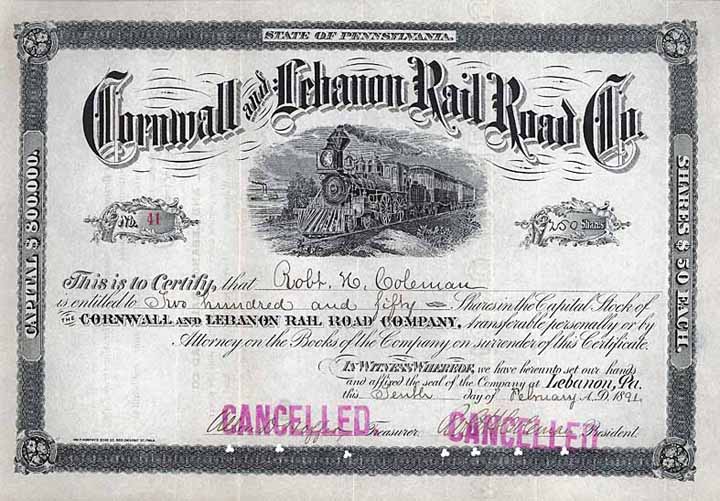 STATE OF PENNSYLVANIA.
Cornwall and Lebanon Rail Road Co.
CAPITAL $800,000.
SHARES $50 EACH.
No. 41
250 Shares
This is to Certify, that Robt. H. Coleman
is entitled to Two hundred and fifty Shares in the Capital Stock of
THE CORNWALL AND LEBANON RAIL ROAD COMPANY, transferable personally or by
Attorney on the Books of the Company on surrender of this Certificate.
IN WITNESS WHEREOF, we have hereunto set our hands
and affixed the seal of the Company at Lebanon, Pa.
this Tenth day of February A.D. 1891.
CANCELLED
Treasurer.
CANCELLED
President.